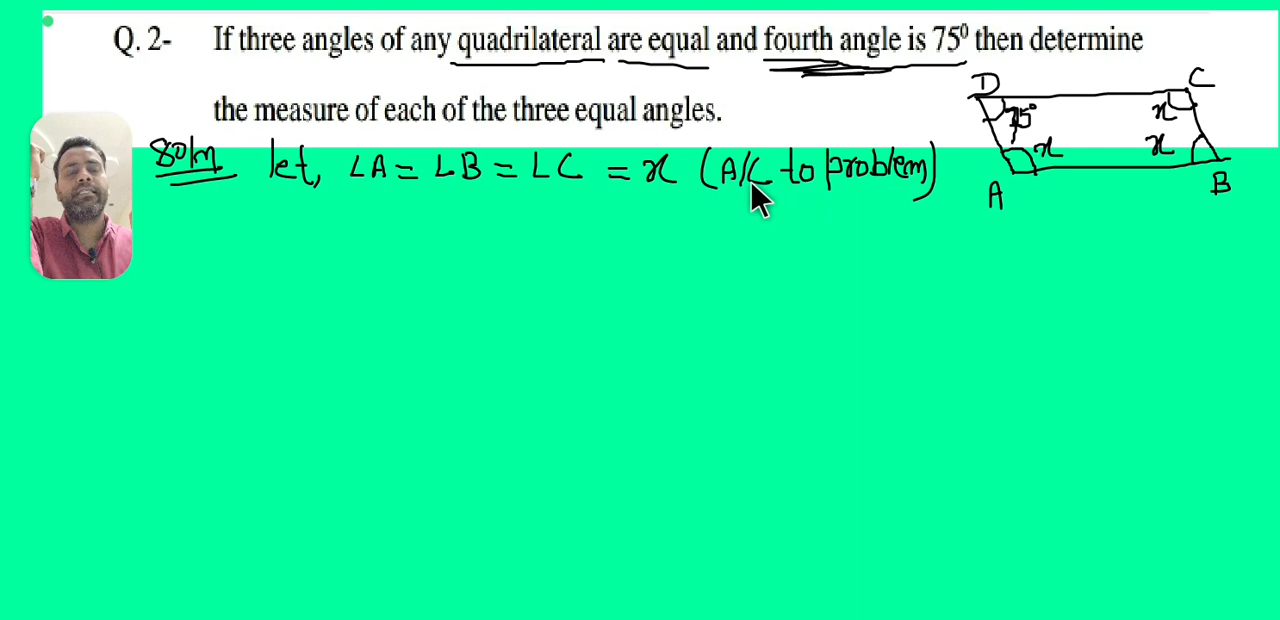 Q. 2- If three angles of any quadrilateral are equal and fourth angle is 75⁰ then determine
the measure of each of the three equal angles.
Soln let, ∠A = ∠B = ∠C = x (A/C to problem)
D C
75° x
x x
A B